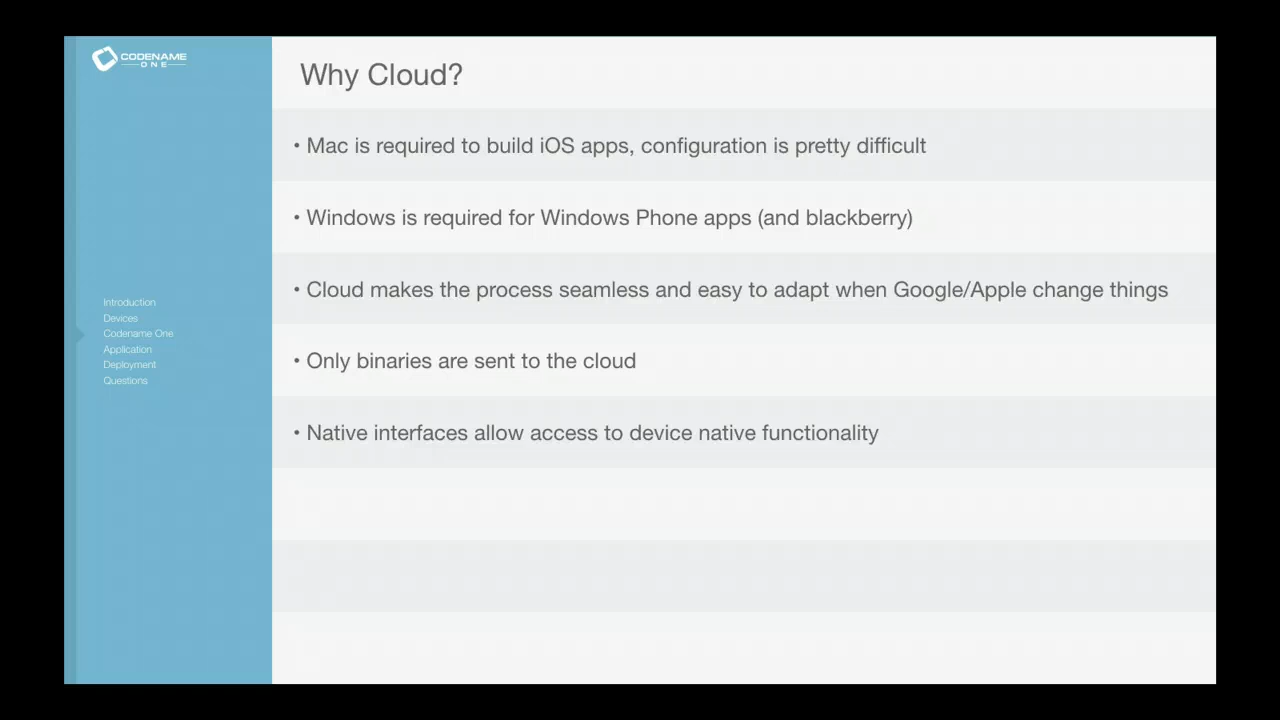 CODENAME
ONE
Introduction
Devices
Codename One
Application
Deployment
Questions
Why Cloud?
• Mac is required to build iOS apps, configuration is pretty difficult
• Windows is required for Windows Phone apps (and blackberry)
• Cloud makes the process seamless and easy to adapt when Google/Apple change things
• Only binaries are sent to the cloud
• Native interfaces allow access to device native functionality